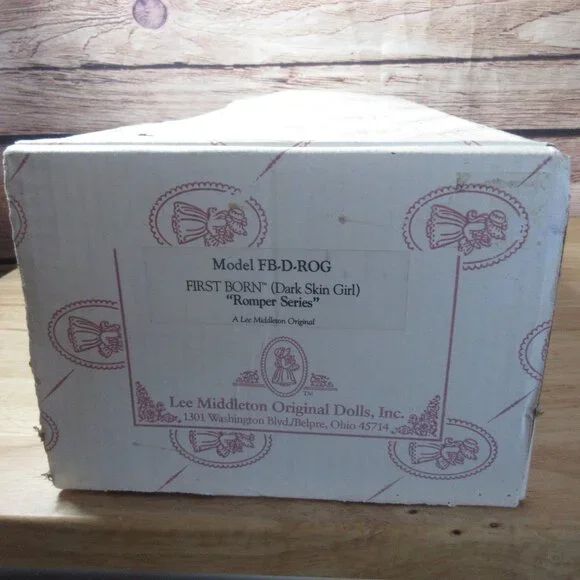 Model FB-D-ROG
FIRST BORN™ (Dark Skin Girl)
"Romper Series"
A Lee Middleton Original
TM
Lee Middleton Original Dolls, Inc.
1301 Washington Blvd./Belpre, Ohio 45714